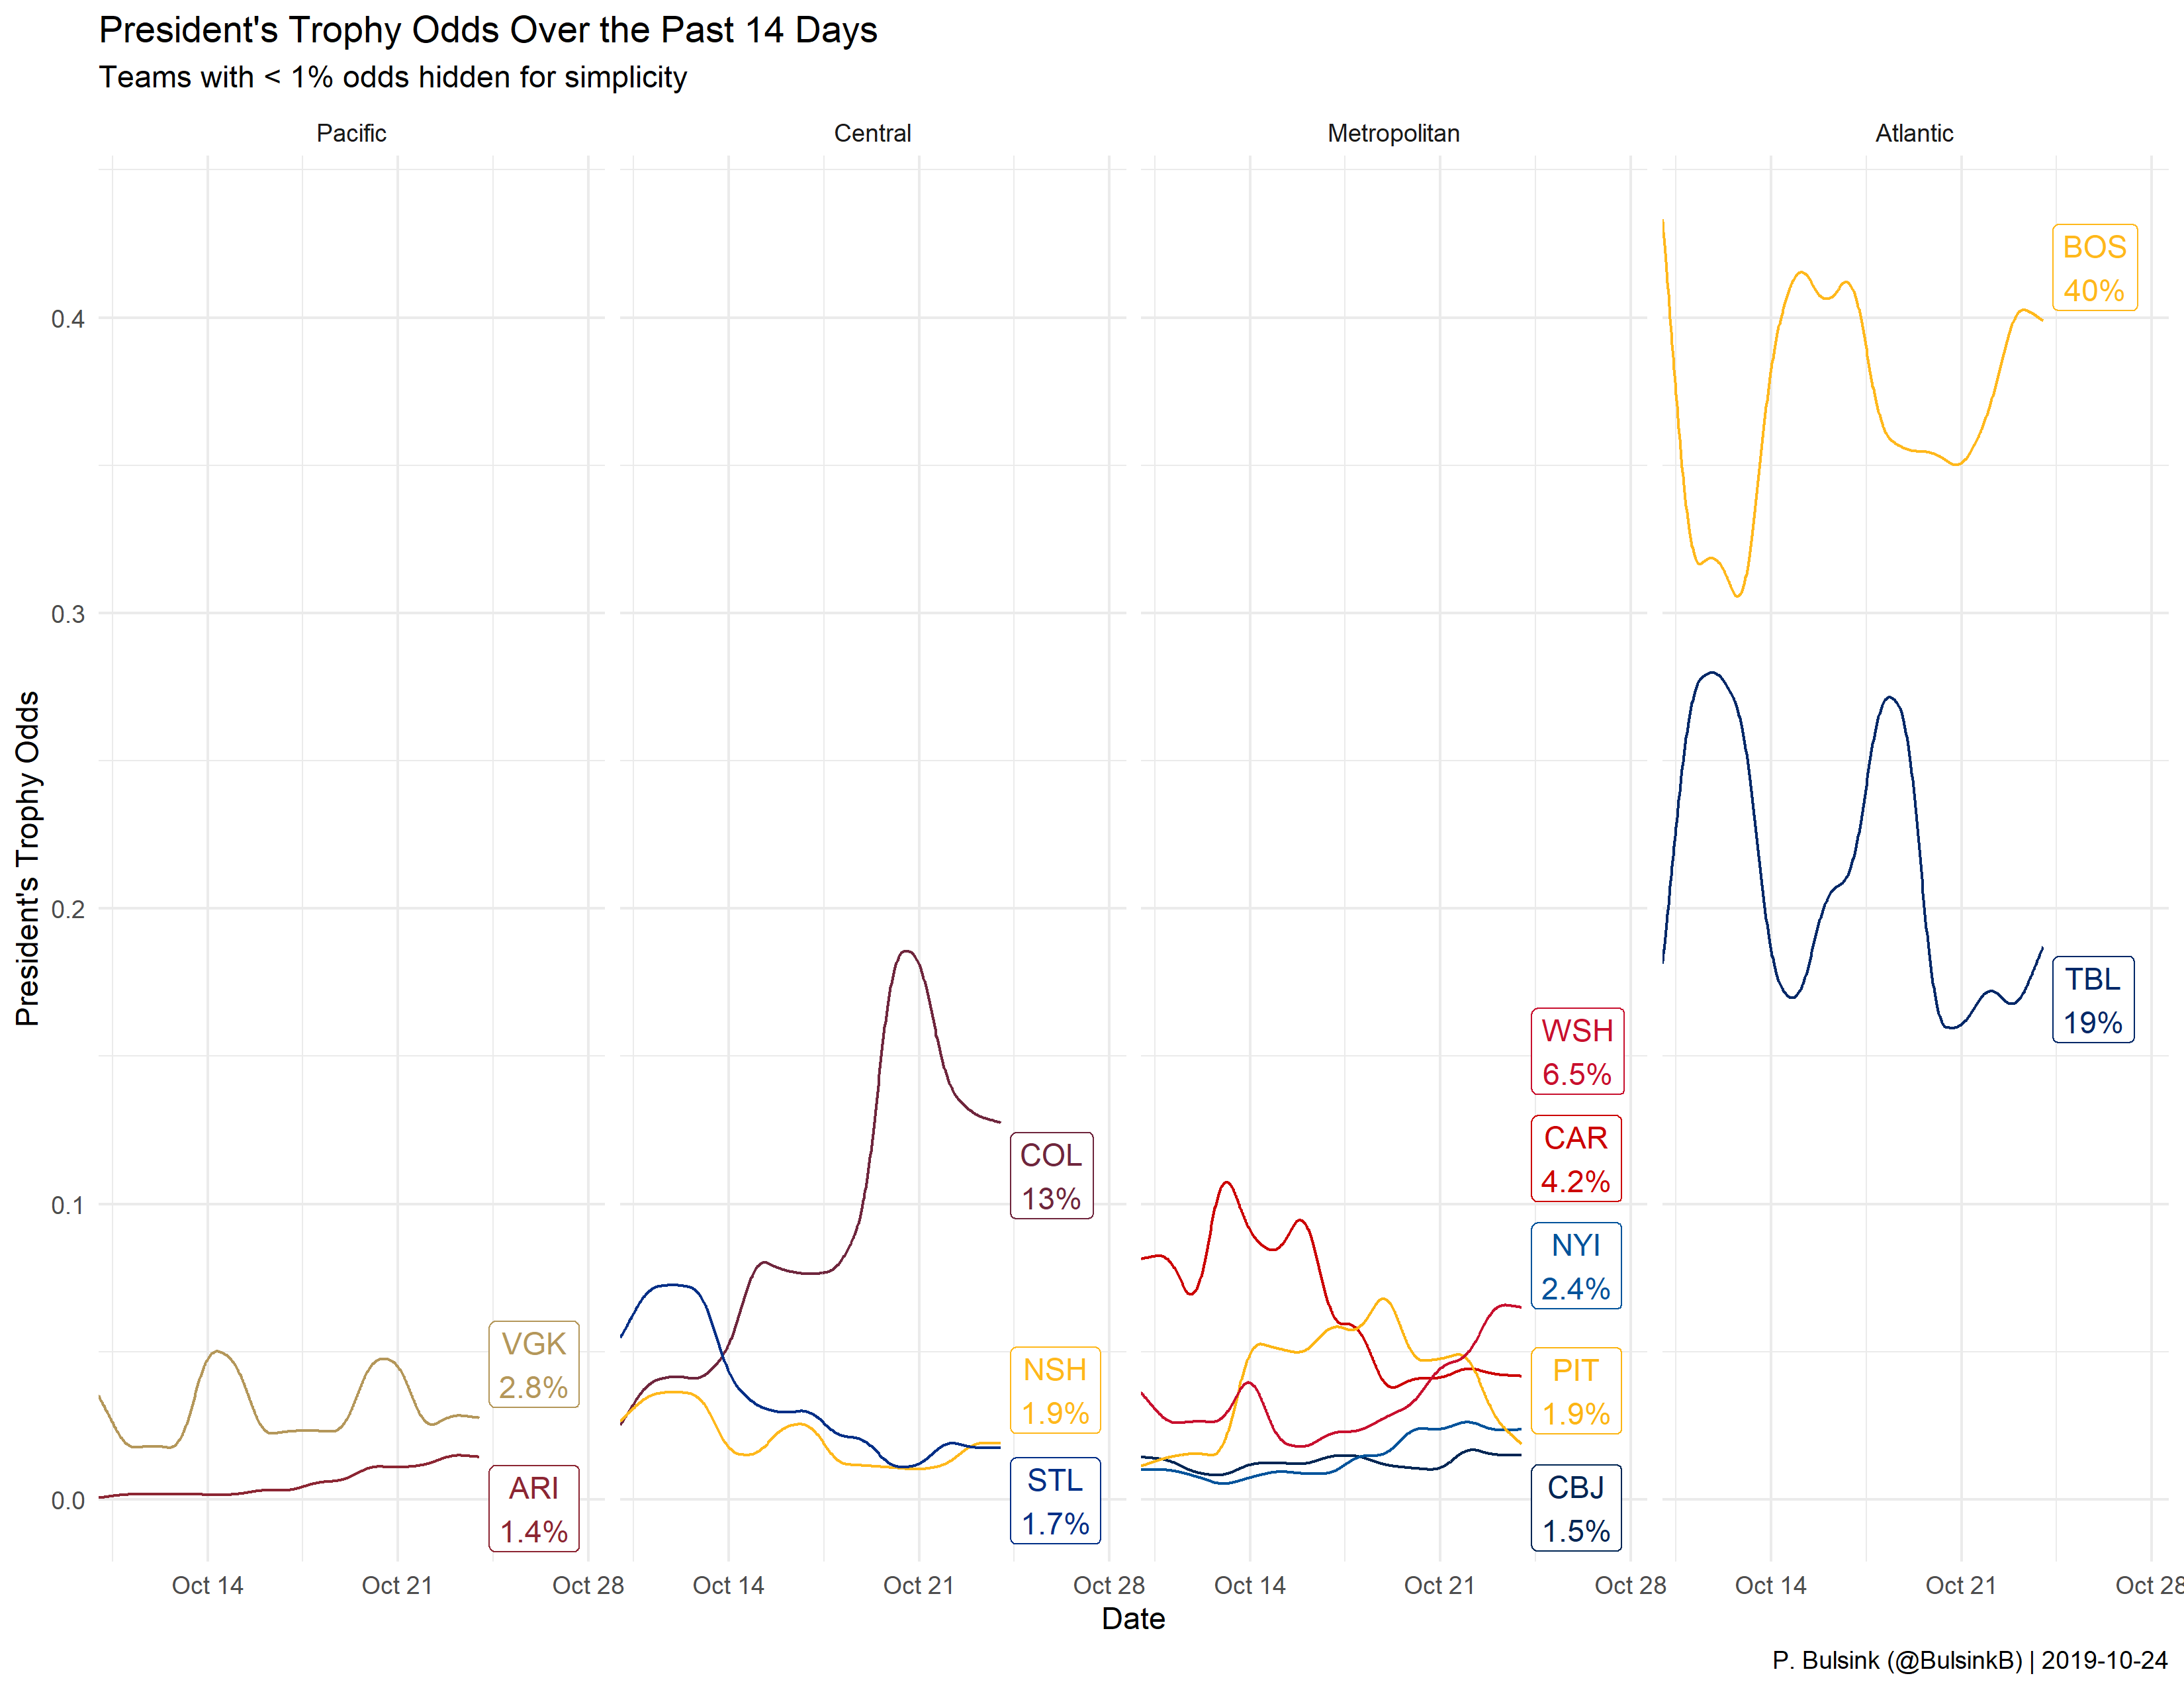 President's Trophy Odds Over the Past 14 Days
Teams with < 1% odds hidden for simplicity
Pacific
Central
Metropolitan
Atlantic
President's Trophy Odds
0.4
0.3
0.2
0.1
0.0
VGK
2.8%
ARI
1.4%
COL
13%
NSH
1.9%
STL
1.7%
WSH
6.5%
CAR
4.2%
NYI
2.4%
PIT
1.9%
CBJ
1.5%
BOS
40%
TBL
19%
Oct 14
Oct 21
Oct 28
Oct 14
Oct 21
Oct 28
Oct 14
Oct 21
Oct 28
Oct 14
Oct 21
Oct 28
Date
P. Bulsink (@BulsinkB) | 2019-10-24